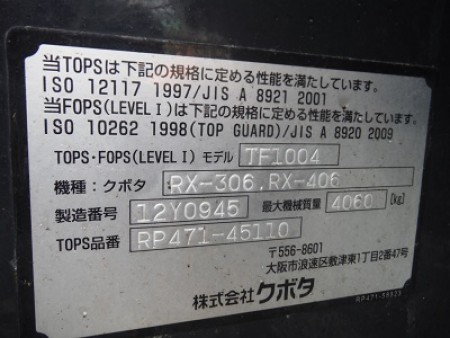 当TOPSは下記の規格に定める性能を満たしています。
ISO 12117 1997/JIS A 8921 2001
当FOPS(LEVEL I)は下記の規格に定める性能を満たしています。
ISO 10262 1998(TOP GUARD)/JIS A 8920 2009
TOPS・FOPS(LEVEL I) モデル TF1004
機種：クボタ RX-306,RX-406
製造番号 12Y0945 最大機械質量 4060 [kg]
TOPS品番 RP471-45110
〒556-8601
大阪市浪速区敷津東1丁目2番47号
株式会社クボタ